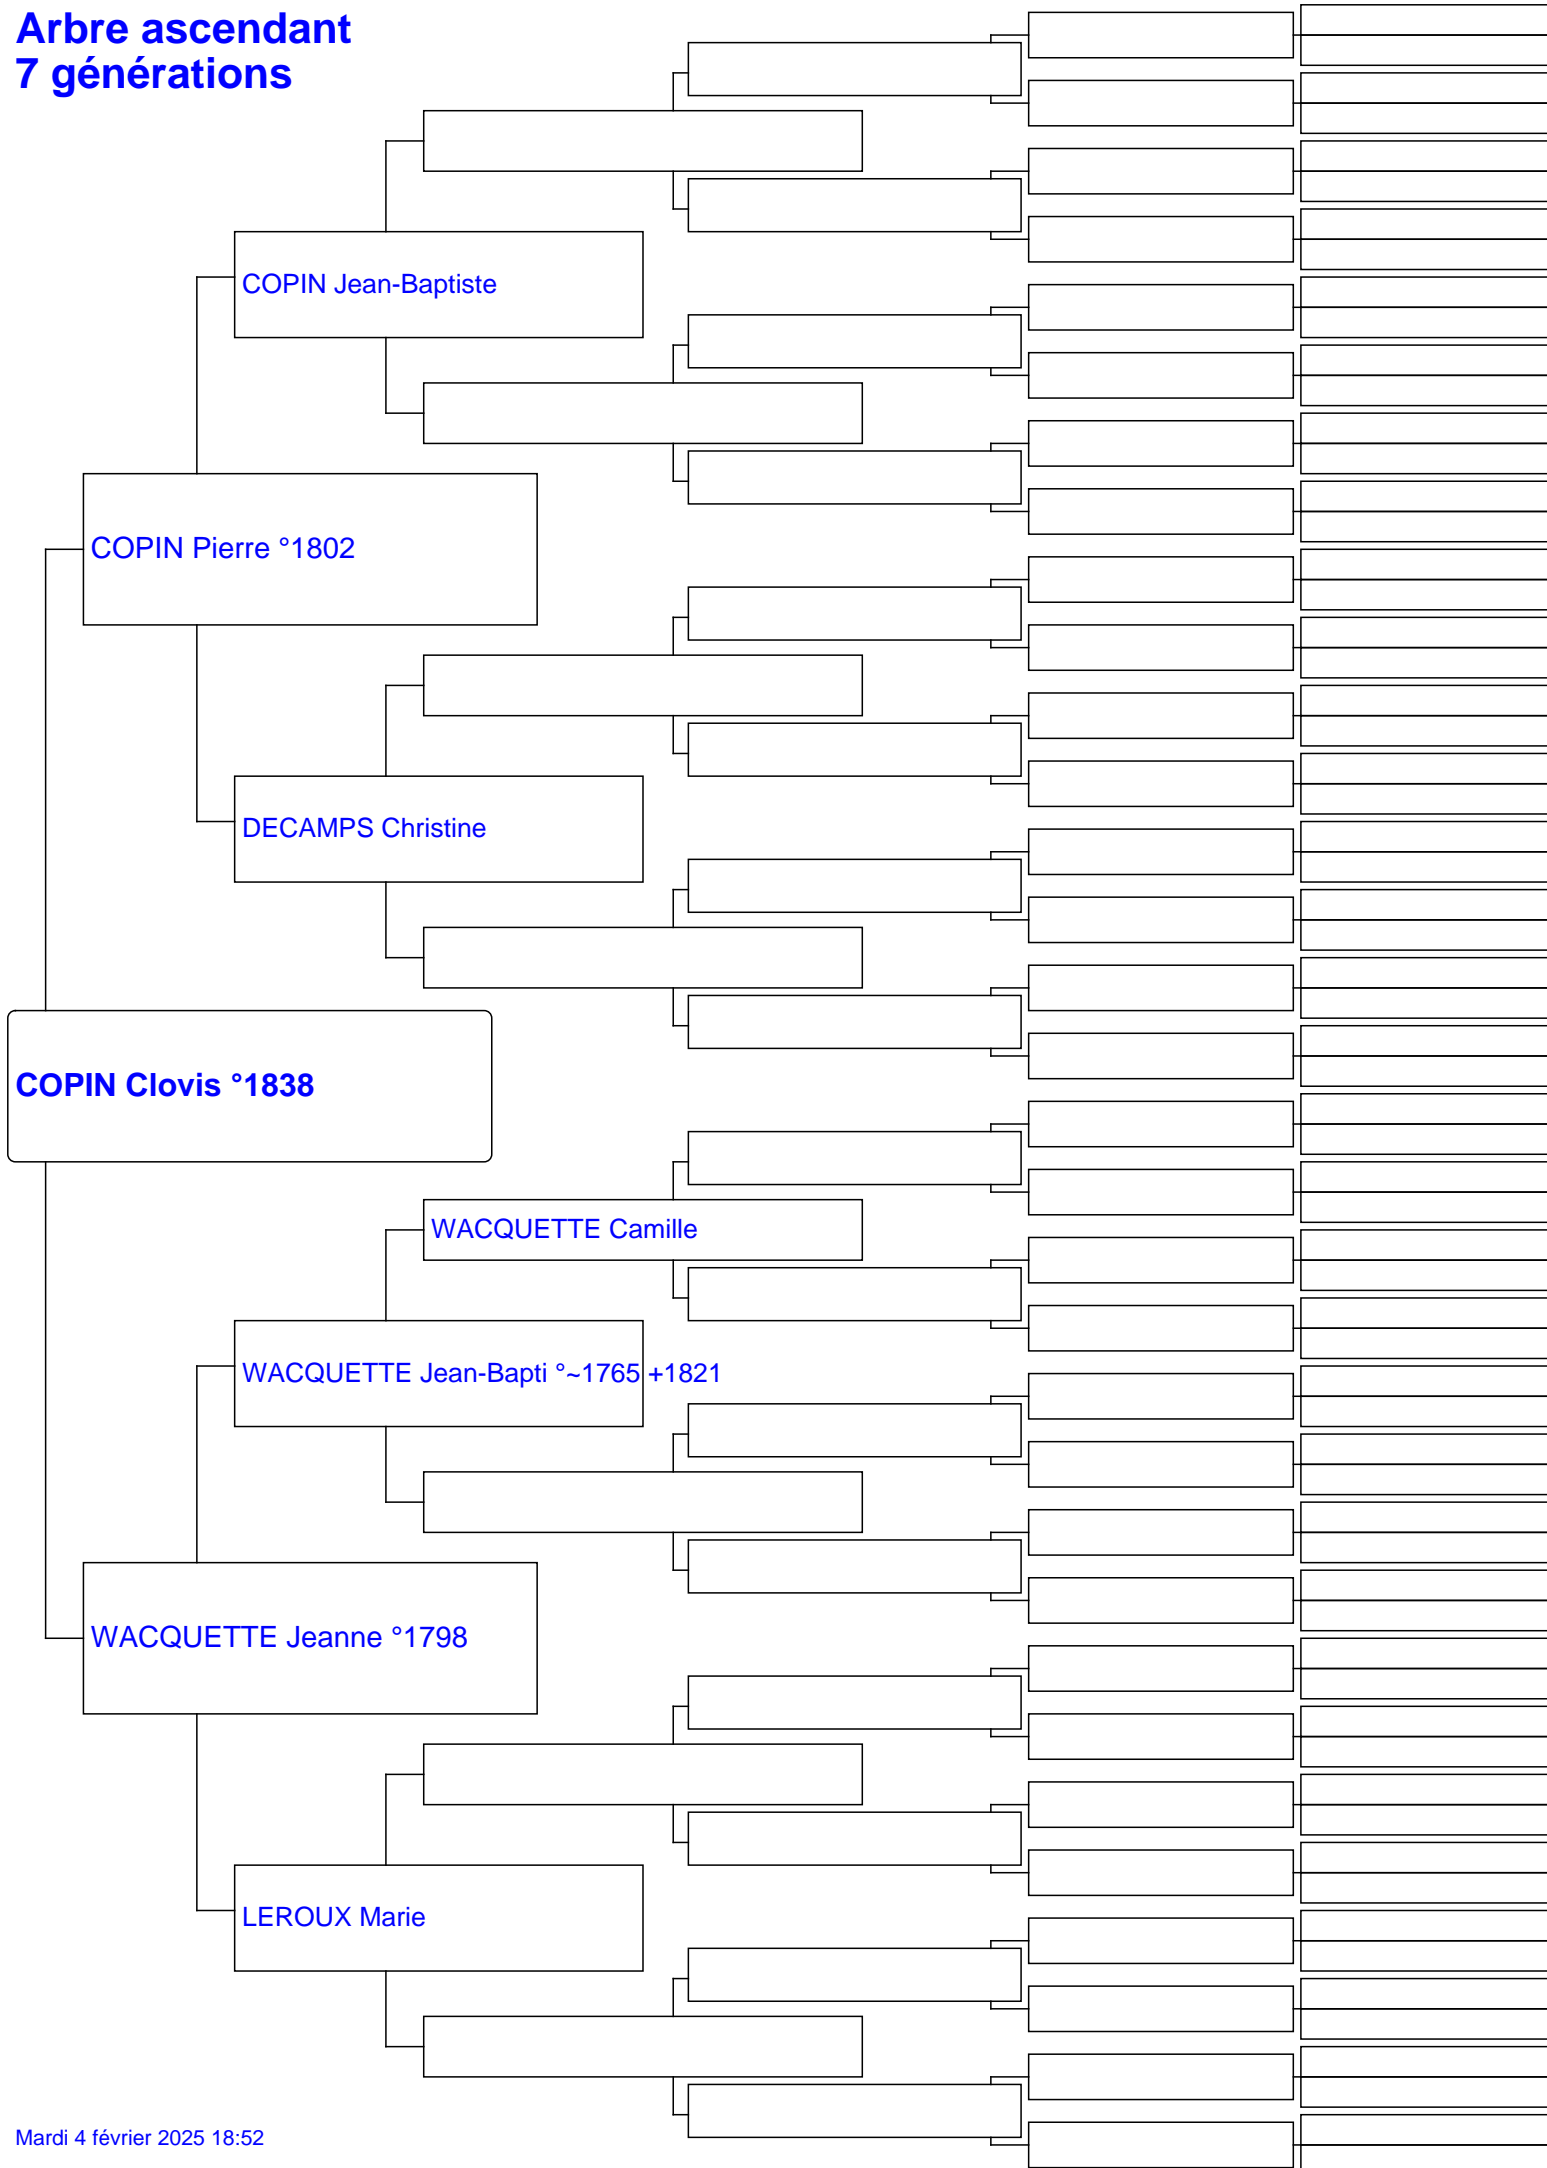 Arbre ascendant
7 générations
COPIN Jean-Baptiste
COPIN Pierre °1802
DECAMPS Christine
COPIN Clovis °1838
WACQUETTE Camille
WACQUETTE Jean-Bapti °~1765 +1821
WACQUETTE Jeanne °1798
LEROUX Marie
Mardi 4 février 2025 18:52